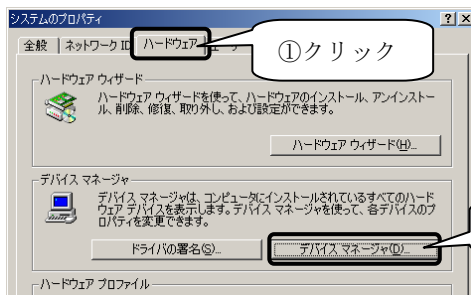 システムのプロパティ
全般 ネットワーク ID ハードウェア
①クリック
ハードウェア ウィザード
ハードウェア ウィザードを使って、ハードウェアのインストール、アンインストー
ル、削除、修復、取り外し、および設定ができます。
ハードウェア ウィザード(H)...
デバイス マネージャ
デバイス マネージャは、コンピュータにインストールされているすべてのハード
ウェア デバイスを表示します。デバイス マネージャを使って、各デバイスのプ
ロパティを変更できます。
ドライバの署名(S)... デバイス マネージャ(D)...
ハードウェア プロファイル